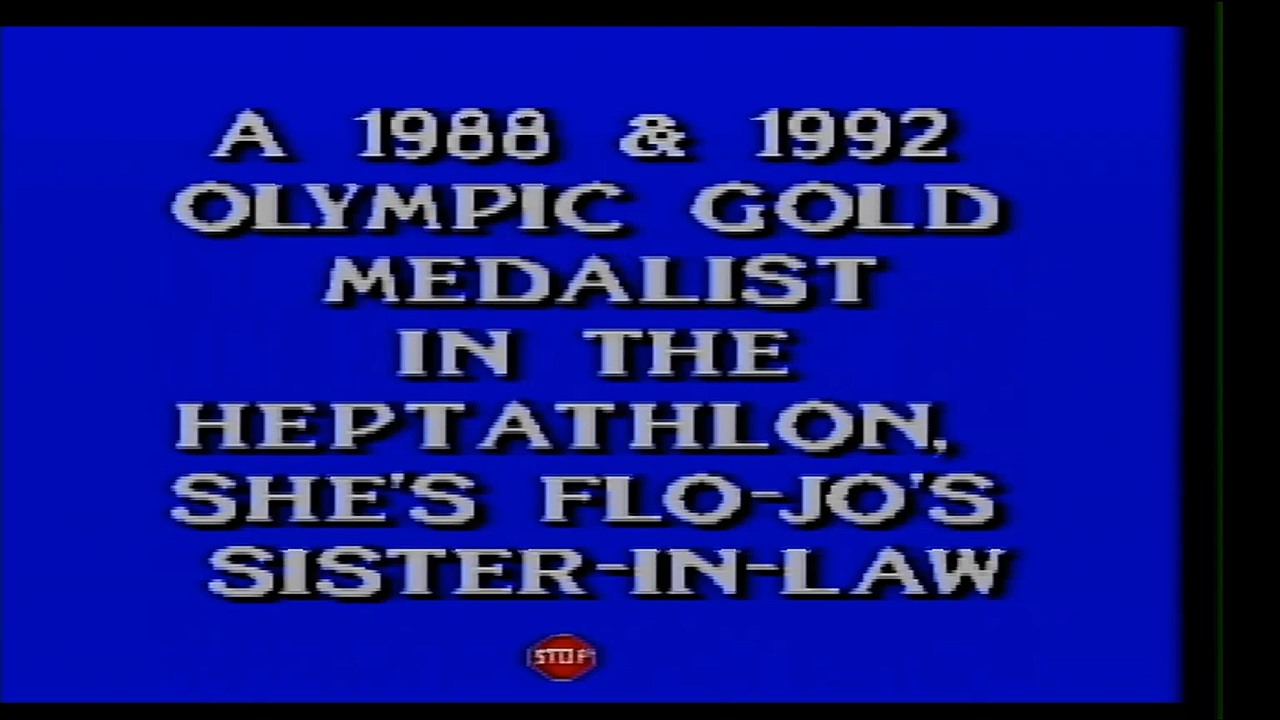 A 1988 & 1992
OLYMPIC GOLD
MEDALIST
IN THE
HEPTATHLON,
SHE'S FLO-JO'S
SISTER-IN-LAW
STOP